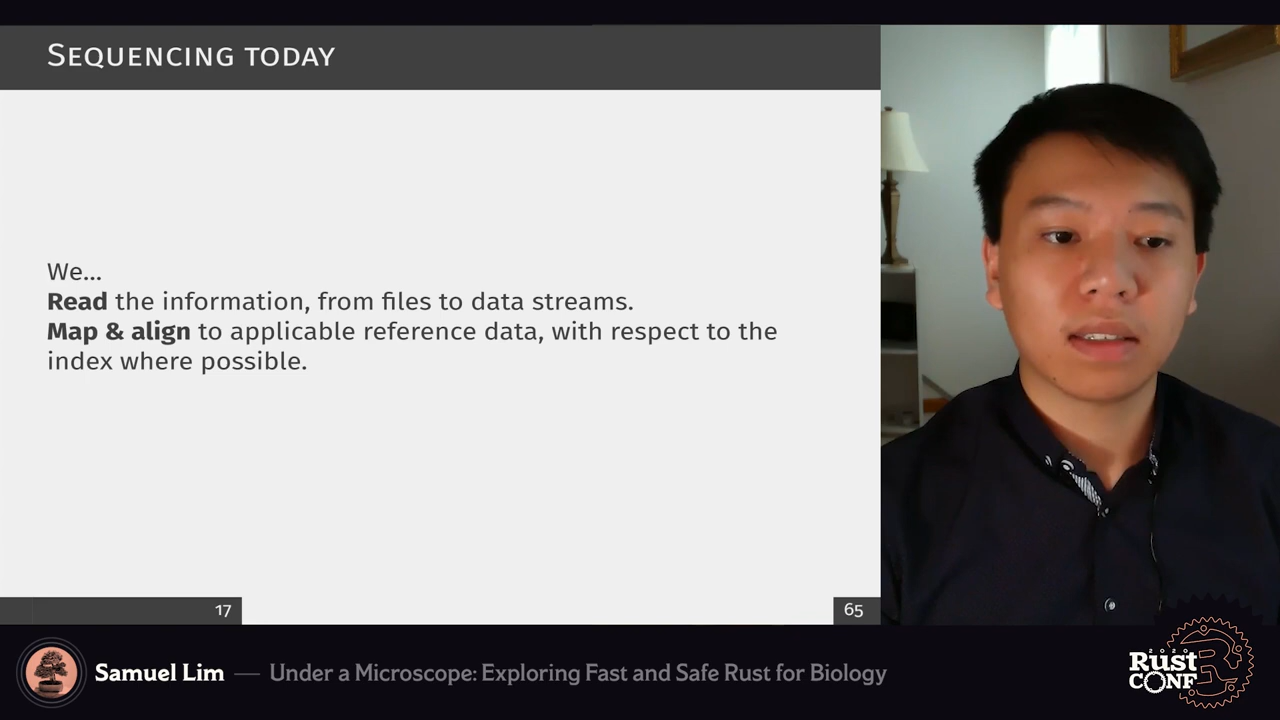 SEQUENCING TODAY
We...
Read the information, from files to data streams.
Map & align to applicable reference data, with respect to the
index where possible.
17
65
Samuel Lim — Under a Microscope: Exploring Fast and Safe Rust for Biology
2020
Rust
CONF
R